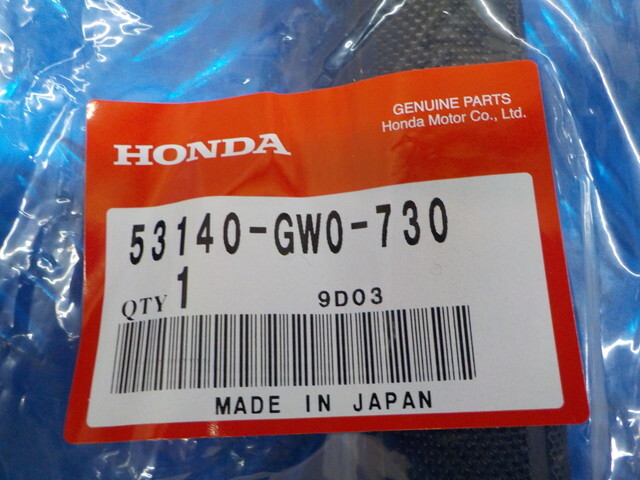 HONDA
GENUINE PARTS
Honda Motor Co., Ltd.
53140-GW0-730
QTY 1
9D03
MADE IN JAPAN